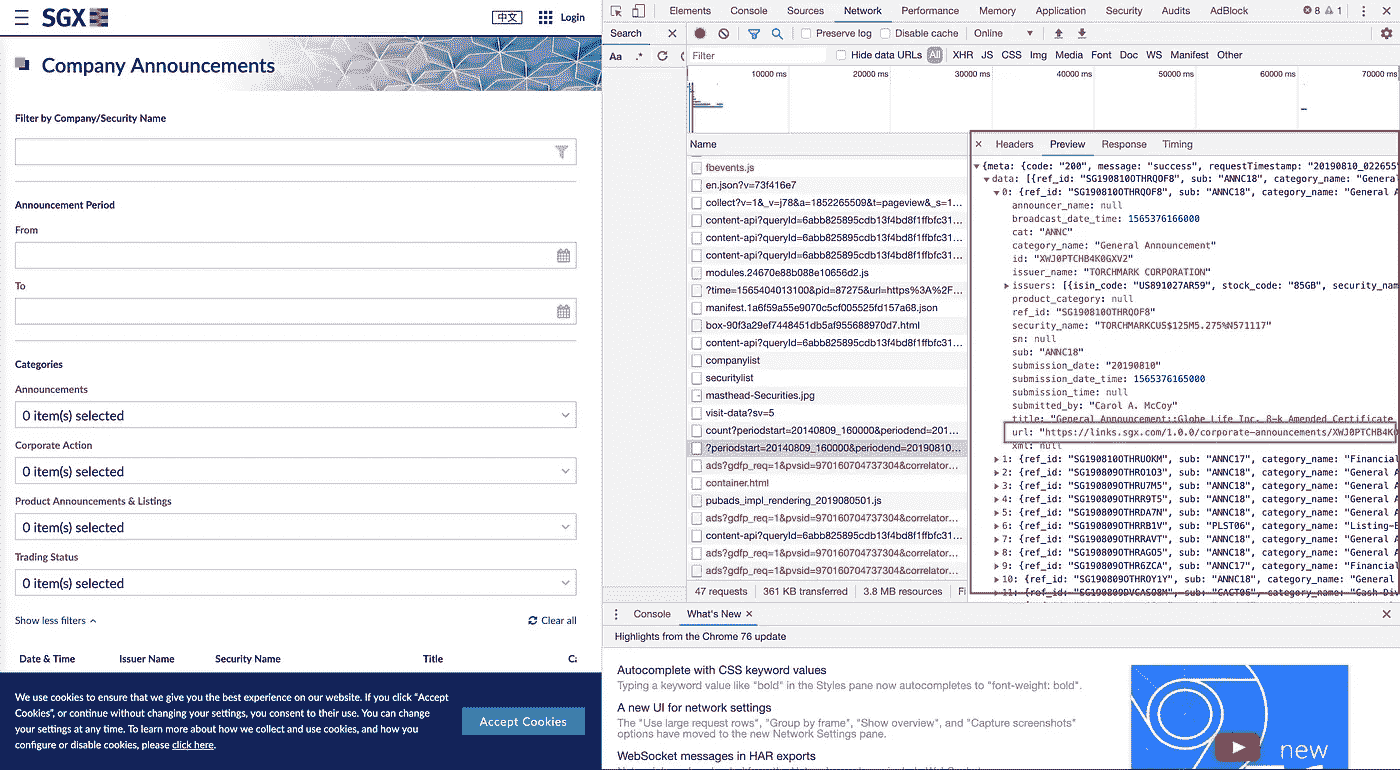 SGX
中文
Login
Company Announcements
Filter by Company/Security Name
Announcement Period
From
To
Categories
Announcements
0 item(s) selected
Corporate Action
0 item(s) selected
Product Announcements & Listings
0 item(s) selected
Trading Status
0 item(s) selected
Show less filters
Clear all
Date & Time Issuer Name Security Name Title
We use cookies to ensure that we give you the best experience on our website. If you click “Accept
Cookies”, or continue without changing your settings, you consent to their use. You can change
your settings at any time. To learn more about how we collect and use cookies, and how you
configure or disable cookies, please click here.
Accept Cookies
Elements Console Sources Network Performance Memory Application Security Audits AdBlock 8 1
Search Preserve log Disable cache Online
Aa .* Filter Hide data URLs All XHR JS CSS Img Media Font Doc WS Manifest Other
10000 ms 20000 ms 30000 ms 40000 ms 50000 ms 60000 ms 70000 ms
Name
fbevents.js
en.json?v=73f416e7
collect?v=1&_v=j78&a=1852265509&t=pageview&_s=1...
content-api?queryId=6abb825895cdb13f4bd8f1ffbfc31...
content-api?queryId=6abb825895cdb13f4bd8f1ffbfc31...
content-api?queryId=6abb825895cdb13f4bd8f1ffbfc31...
modules.24670e88b088e10656d2.js
?time=1565404013100&pid=87275&url=https%3A%2F...
manifest.1a6f59a55e9070c5cf005525fd157a68.json
box-90f3a29ef7448451db5af955688970d7.html
content-api?queryId=6abb825895cdb13f4bd8f1ffbfc31...
companylist
securitylist
masthead-Securities.jpg
visit-data?sv=5
count?periodstart=20140809_160000&periodend=201...
?periodstart=20140809_160000&periodend=20190810...
ads?gdfp_req=1&pvsid=970160704737304&correlator...
container.html
pubads_impl_rendering_2019080501.js
ads?gdfp_req=1&pvsid=970160704737304&correlator...
content-api?queryId=6abb825895cdb13f4bd8f1ffbfc31...
ads?gdfp_req=1&pvsid=970160704737304&correlator...
ads?gdfp_req=1&pvsid=970160704737304&correlator...
47 requests 361 KB transferred 3.8 MB resources
Headers Preview Response Timing
{meta: {code: "200", message: "success", requestTimestamp: "20190810_022655"
data: [{ref_id: "SG190810OTHRQOF8", sub: "ANNC18", category_name: "General
0: {ref_id: "SG190810OTHRQOF8", sub: "ANNC18", category_name: "General A
announcer_name: null
broadcast_date_time: 1565376166000
cat: "ANNC"
category_name: "General Announcement"
id: "XWJ0PTCHB4K0GXV2"
issuer_name: "TORCHMARK CORPORATION"
issuers: [{isin_code: "US891027AR59", stock_code: "85GB", security_nam
product_category: null
ref_id: "SG190810OTHRQOF8"
security_name: "TORCHMARKCUS$125M5.275%N571117"
sn: null
sub: "ANNC18"
submission_date: "20190810"
submission_date_time: 1565376165000
submission_time: null
submitted_by: "Carol A. McCoy"
title: "General Announcement::Globe Life Inc. 8-k Amended Certificate
url: "https://links.sgx.com/1.0.0/corporate-announcements/XWJ0PTCHB4K0
xml: null
1: {ref_id: "SG190810OTHRUOKM", sub: "ANNC17", category_name: "Financial
2: {ref_id: "SG190809OTHRO1O3", sub: "ANNC18", category_name: "General A
3: {ref_id: "SG190809OTHRU7M5", sub: "ANNC18", category_name: "General A
4: {ref_id: "SG190809OTHRR9T5", sub: "ANNC18", category_name: "General A
5: {ref_id: "SG190809OTHRDA7N", sub: "ANNC18", category_name: "General A
6: {ref_id: "SG190809OTHRRB1V", sub: "PLST06", category_name: "Listing-E
7: {ref_id: "SG190809OTHRRAVT", sub: "ANNC18", category_name: "General A
8: {ref_id: "SG190809OTHRAGO5", sub: "ANNC18", category_name: "General A
9: {ref_id: "SG190809OTHR6ZCA", sub: "ANNC18", category_name: "Financial
10: {ref_id: "SG190809OTHROY1Y", sub: "ANNC18", category_name: "General
Console What's New
Highlights from the Chrome 76 update
Autocomplete with CSS keyword values
Typing a keyword value like "bold" in the Styles pane now autocompletes to "font-weight: bold".
A new UI for network settings
The "Use large request rows", "Group by frame", "Show overview", and "Capture screenshots"
options have moved to the new Network Settings pane.
WebSocket messages in HAR exports
new